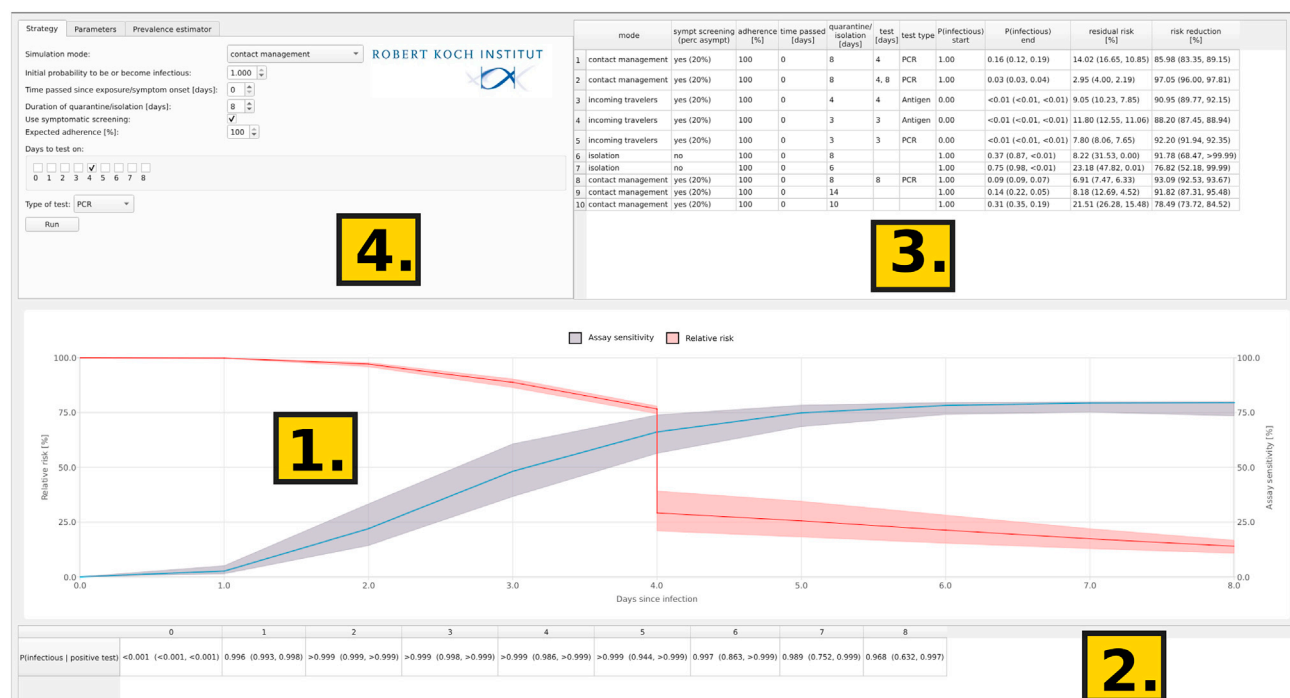 Strategy Parameters Prevalence estimator
Simulation mode: contact management
ROBERT KOCH INSTITUT
Initial probability to be or become infectious: 1.000
Time passed since exposure/symptom onset [days]: 0
Duration of quarantine/isolation [days]: 8
Use symptomatic screening:
Expected adherence [%]: 100
Days to test on:
0 1 2 3 4 5 6 7 8
Type of test: PCR
Run
4.
mode sympt screening (perc asympt) adherence [%] time passed [days] quarantine/ isolation [days] test [days] test type P(infectious) start P(infectious) end residual risk [%] risk reduction [%]
1 contact management yes (20%) 100 0 8 4 PCR 1.00 0.16 (0.12, 0.19) 14.02 (16.65, 10.85) 85.98 (83.35, 89.15)
2 contact management yes (20%) 100 0 8 4, 8 PCR 1.00 0.03 (0.03, 0.04) 2.95 (4.00, 2.19) 97.05 (96.00, 97.81)
3 incoming travelers yes (20%) 100 0 4 4 Antigen 0.00 <0.01 (<0.01, <0.01) 9.05 (10.23, 7.85) 90.95 (89.77, 92.15)
4 incoming travelers yes (20%) 100 0 3 3 Antigen 0.00 <0.01 (<0.01, <0.01) 11.80 (12.55, 11.06) 88.20 (87.45, 88.94)
5 incoming travelers yes (20%) 100 0 3 3 PCR 0.00 <0.01 (<0.01, <0.01) 7.80 (8.06, 7.65) 92.20 (91.94, 92.35)
6 isolation no 100 0 8 1.00 0.37 (0.87, <0.01) 8.22 (31.53, 0.00) 91.78 (68.47, >99.99)
7 isolation no 100 0 6 1.00 0.75 (0.98, <0.01) 23.18 (47.82, 0.01) 76.82 (52.18, 99.99)
8 contact management yes (20%) 100 0 8 8 PCR 1.00 0.09 (0.09, 0.07) 6.91 (7.47, 6.33) 93.09 (92.53, 93.67)
9 contact management yes (20%) 100 0 14 1.00 0.14 (0.22, 0.05) 8.18 (12.69, 4.52) 91.82 (87.31, 95.48)
10 contact management yes (20%) 100 0 10 1.00 0.31 (0.35, 0.19) 21.51 (26.28, 15.48) 78.49 (73.72, 84.52)
3.
Assay sensitivity Relative risk
100.0 100.0
75.0 75.0
50.0 50.0
25.0 25.0
0.0 0.0
Relative risk [%]
Assay sensitivity [%]
1.
0.0 1.0 2.0 3.0 4.0 5.0 6.0 7.0 8.0
Days since infection
0 1 2 3 4 5 6 7 8
P(infectious | positive test) <0.001 (<0.001, <0.001) 0.996 (0.993, 0.998) >0.999 (0.999, >0.999) >0.999 (0.998, >0.999) >0.999 (0.986, >0.999) >0.999 (0.944, >0.999) 0.997 (0.863, >0.999) 0.989 (0.752, 0.999) 0.968 (0.632, 0.997)
2.